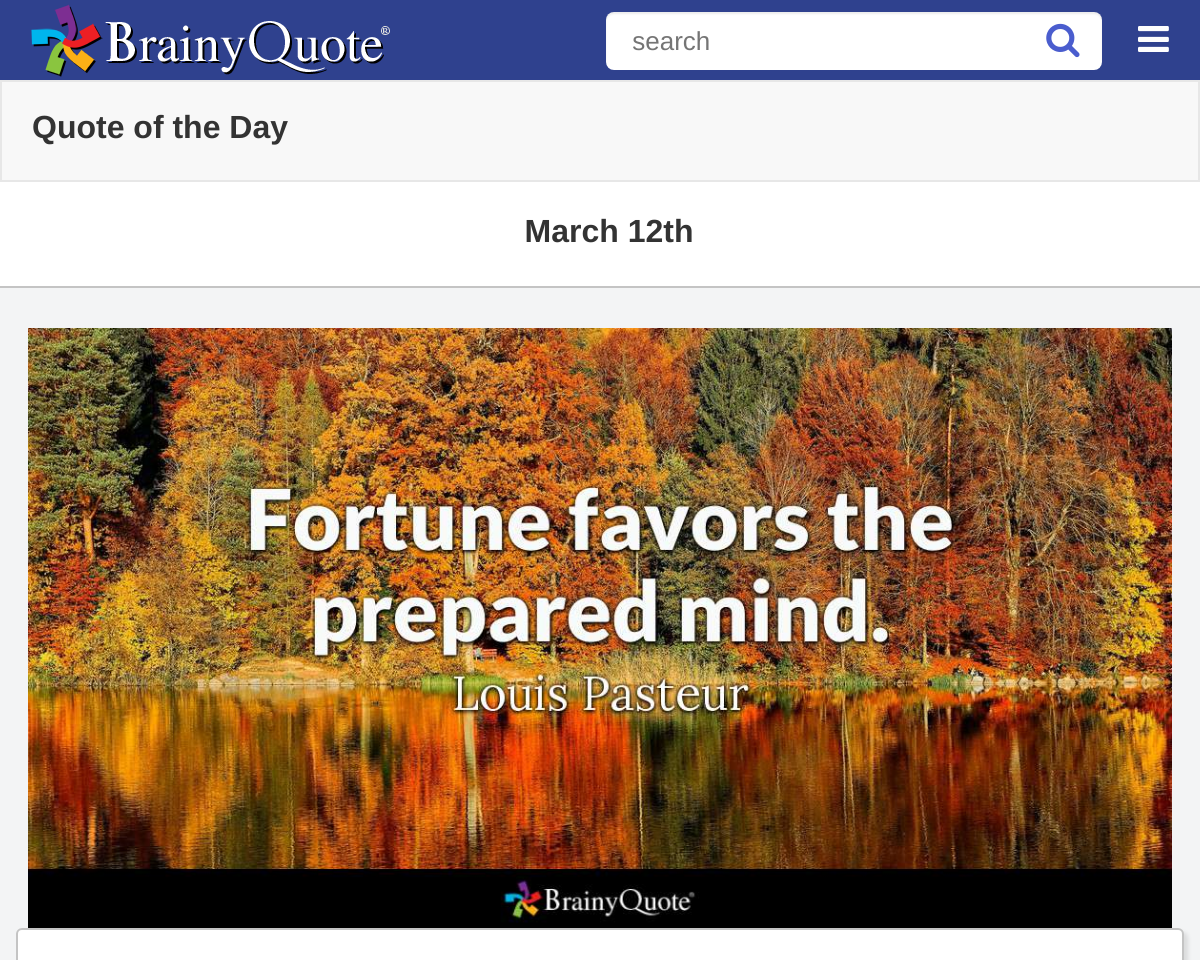 BrainyQuote®
search
Quote of the Day
March 12th
Fortune favors the
prepared mind.
Louis Pasteur
BrainyQuote®